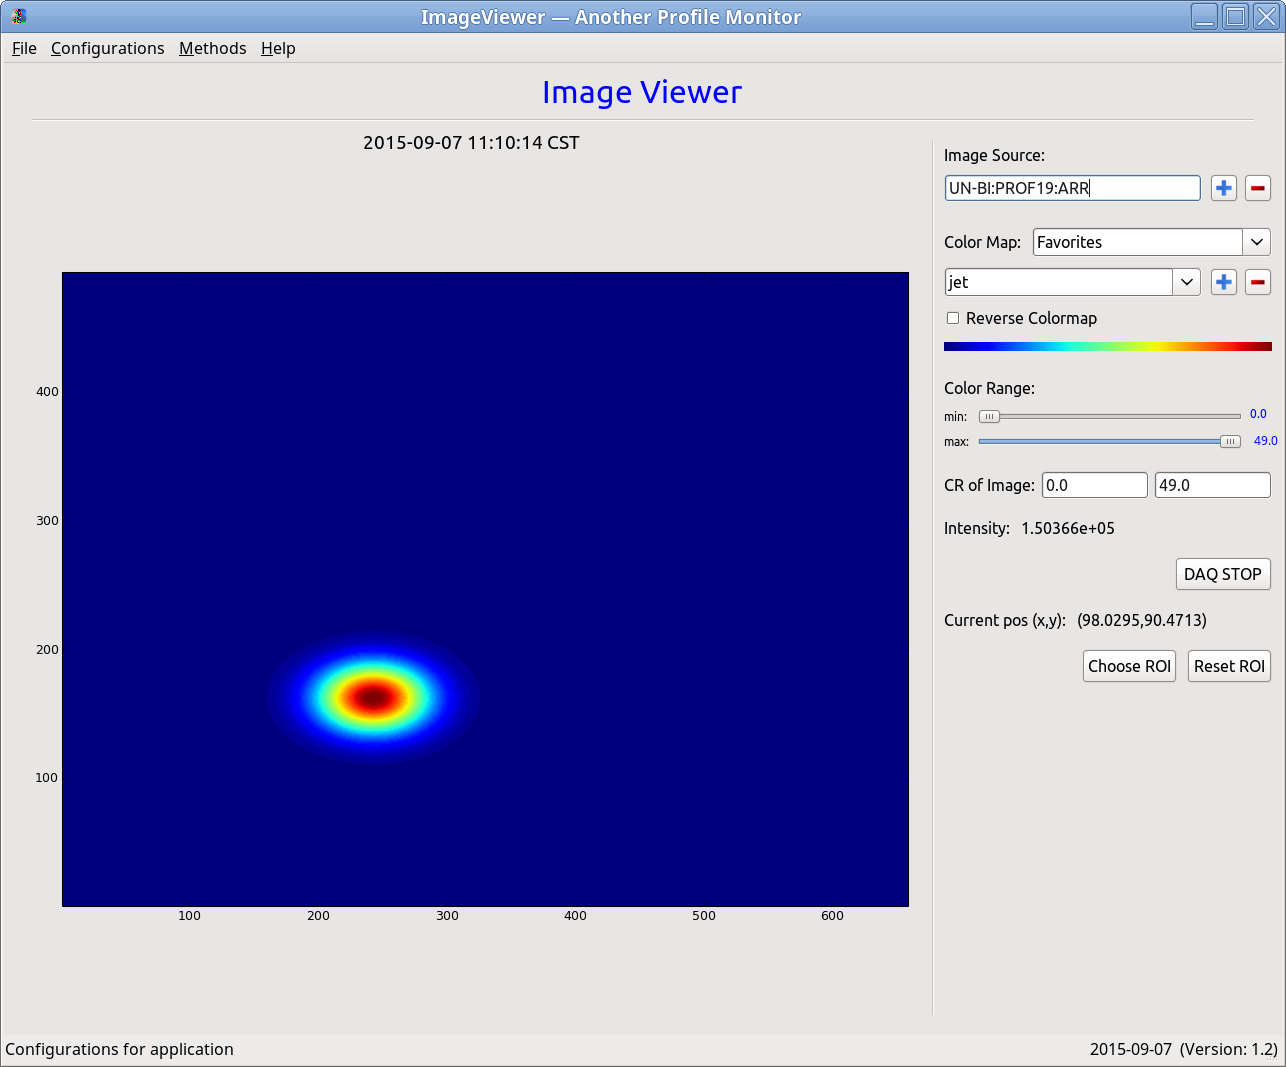 ImageViewer — Another Profile Monitor
File Configurations Methods Help
Image Viewer
2015-09-07 11:10:14 CST
400
300
200
100
100 200 300 400 500 600
Image Source:
UN-BI:PROF19:ARR
Color Map: Favorites
jet
Reverse Colormap
Color Range:
min: 0.0
max: 49.0
CR of Image: 0.0 49.0
Intensity: 1.50366e+05
DAQ STOP
Current pos (x,y): (98.0295,90.4713)
Choose ROI Reset ROI
Configurations for application 2015-09-07 (Version: 1.2)